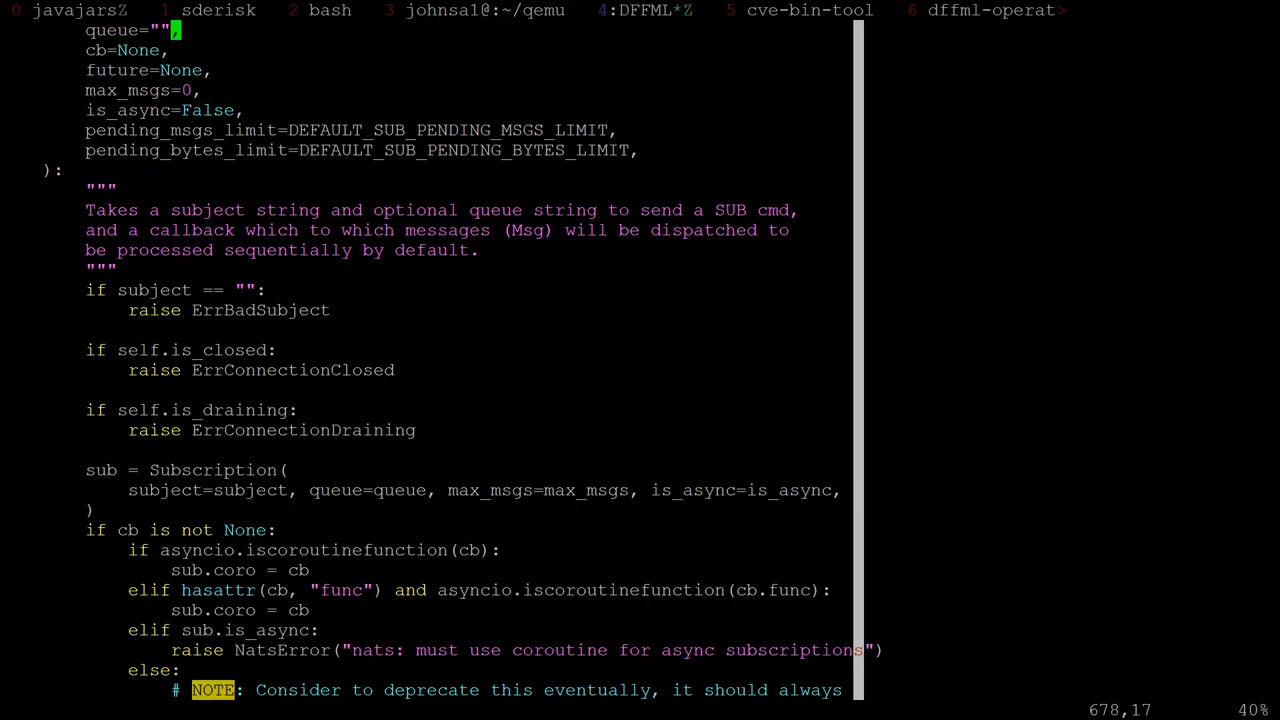 0 javajarsZ   1 sderisk   2 bash   3 johnsa1@:~/qemu   4:DFFML*Z   5 cve-bin-tool   6 dffml-operat>
        queue="",
        cb=None,
        future=None,
        max_msgs=0,
        is_async=False,
        pending_msgs_limit=DEFAULT_SUB_PENDING_MSGS_LIMIT,
        pending_bytes_limit=DEFAULT_SUB_PENDING_BYTES_LIMIT,
    ):
        """
        Takes a subject string and optional queue string to send a SUB cmd,
        and a callback which to which messages (Msg) will be dispatched to
        be processed sequentially by default.
        """
        if subject == "":
            raise ErrBadSubject
        if self.is_closed:
            raise ErrConnectionClosed
        if self.is_draining:
            raise ErrConnectionDraining
        sub = Subscription(
            subject=subject, queue=queue, max_msgs=max_msgs, is_async=is_async,
        )
        if cb is not None:
            if asyncio.iscoroutinefunction(cb):
                sub.coro = cb
            elif hasattr(cb, "func") and asyncio.iscoroutinefunction(cb.func):
                sub.coro = cb
            elif sub.is_async:
                raise NatsError("nats: must use coroutine for async subscriptions")
            else:
                # NOTE: Consider to deprecate this eventually, it should always
678,17   40%